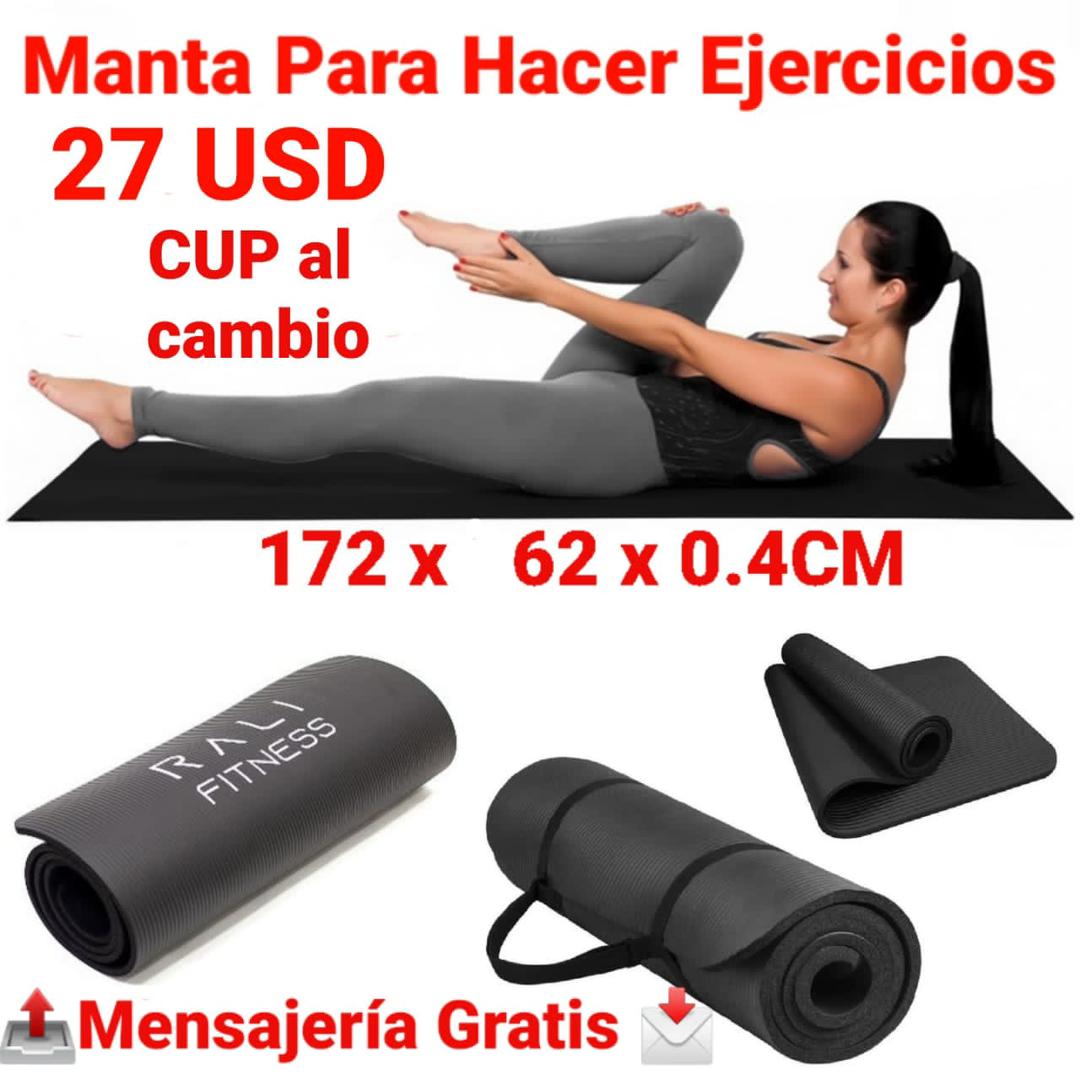 Manta Para Hacer Ejercicios
27 USD
CUP al
cambio
172 x 62 x 0.4CM
RALI
FITNESS
Mensajería Gratis